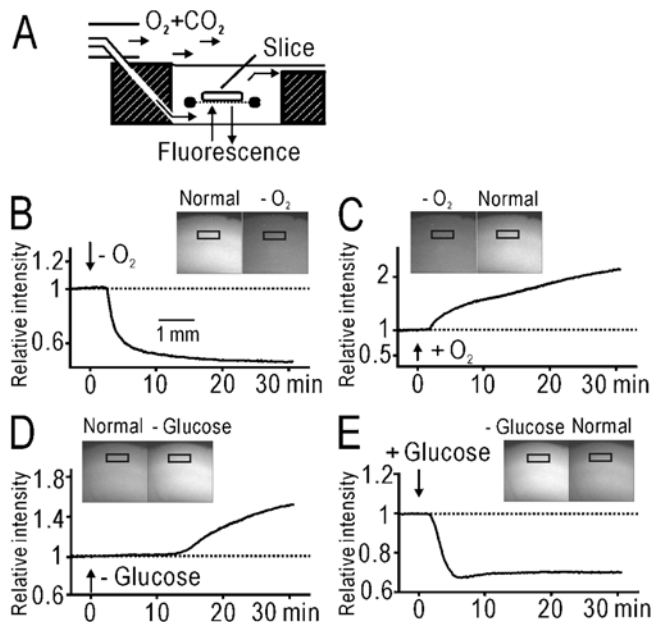 A
O₂+CO₂
Slice
Fluorescence
B
Normal - O₂
Relative intensity
1.2
1
0.6
- O₂
1 mm
0 10 20 30 min
C
- O₂ Normal
Relative intensity
2
1
0.5
+ O₂
0 10 20 30 min
D
Normal - Glucose
Relative intensity
1.8
1.4
1
0.6
- Glucose
0 10 20 30 min
E
- Glucose Normal
+ Glucose
Relative intensity
1.2
1
0.8
0.6
0 10 20 30 min